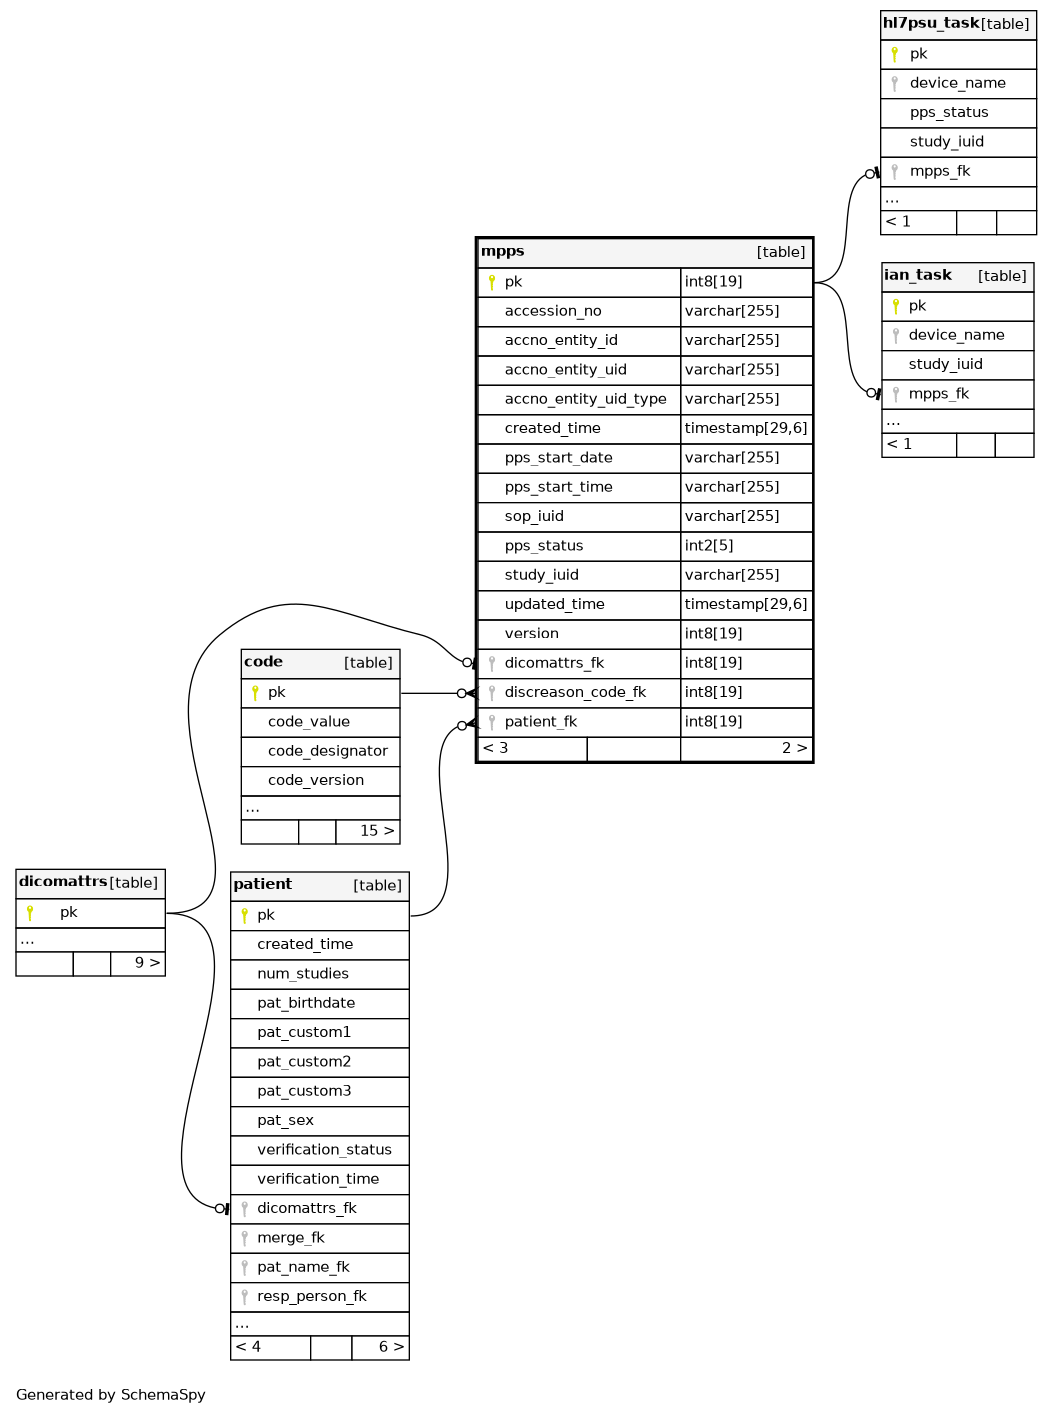 hl7psu_task [table]
pk
device_name
pps_status
study_iuid
mpps_fk
...
< 1
ian_task [table]
pk
device_name
study_iuid
mpps_fk
...
< 1
mpps [table]
pk int8[19]
accession_no varchar[255]
accno_entity_id varchar[255]
accno_entity_uid varchar[255]
accno_entity_uid_type varchar[255]
created_time timestamp[29,6]
pps_start_date varchar[255]
pps_start_time varchar[255]
sop_iuid varchar[255]
pps_status int2[5]
study_iuid varchar[255]
updated_time timestamp[29,6]
version int8[19]
dicomattrs_fk int8[19]
discreason_code_fk int8[19]
patient_fk int8[19]
< 3 2 >
code [table]
pk
code_value
code_designator
code_version
...
15 >
dicomattrs [table]
pk
...
9 >
patient [table]
pk
created_time
num_studies
pat_birthdate
pat_custom1
pat_custom2
pat_custom3
pat_sex
verification_status
verification_time
dicomattrs_fk
merge_fk
pat_name_fk
resp_person_fk
...
< 4 6 >
Generated by SchemaSpy